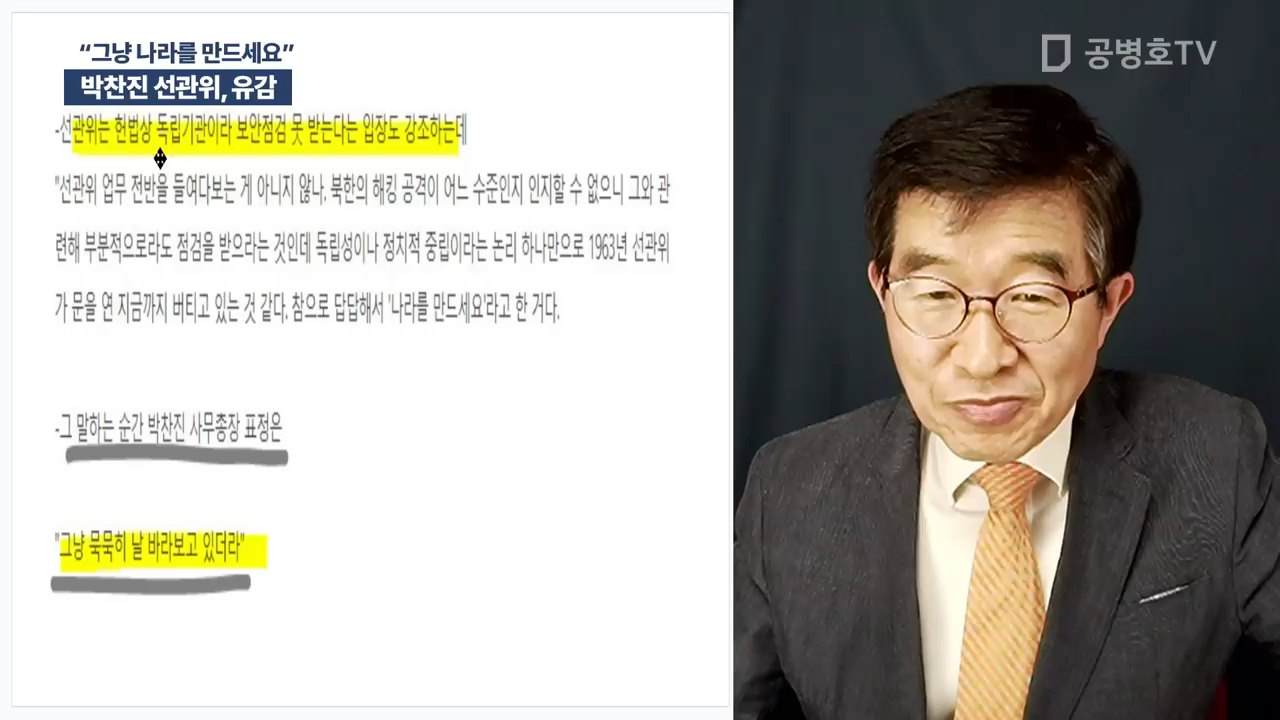 “그냥 나라를 만드세요”
박찬진 선관위, 유감
공병호TV
-선관위는 헌법상 독립기관이라 보안점검 못 받는다는 입장도 강조하는데
"선관위 업무 전반을 들여다보는 게 아니지 않나. 북한의 해킹 공격이 어느 수준인지 인지할 수 없으니 그와 관
련해 부분적으로라도 점검을 받으라는 것인데 독립성이나 정치적 중립이라는 논리 하나만으로 1963년 선관위
가 문을 연 지금까지 버티고 있는 것 같다. 참으로 답답해서 '나라를 만드세요'라고 한 거다.
-그 말하는 순간 박찬진 사무총장 표정은
"그냥 묵묵히 날 바라보고 있더라"